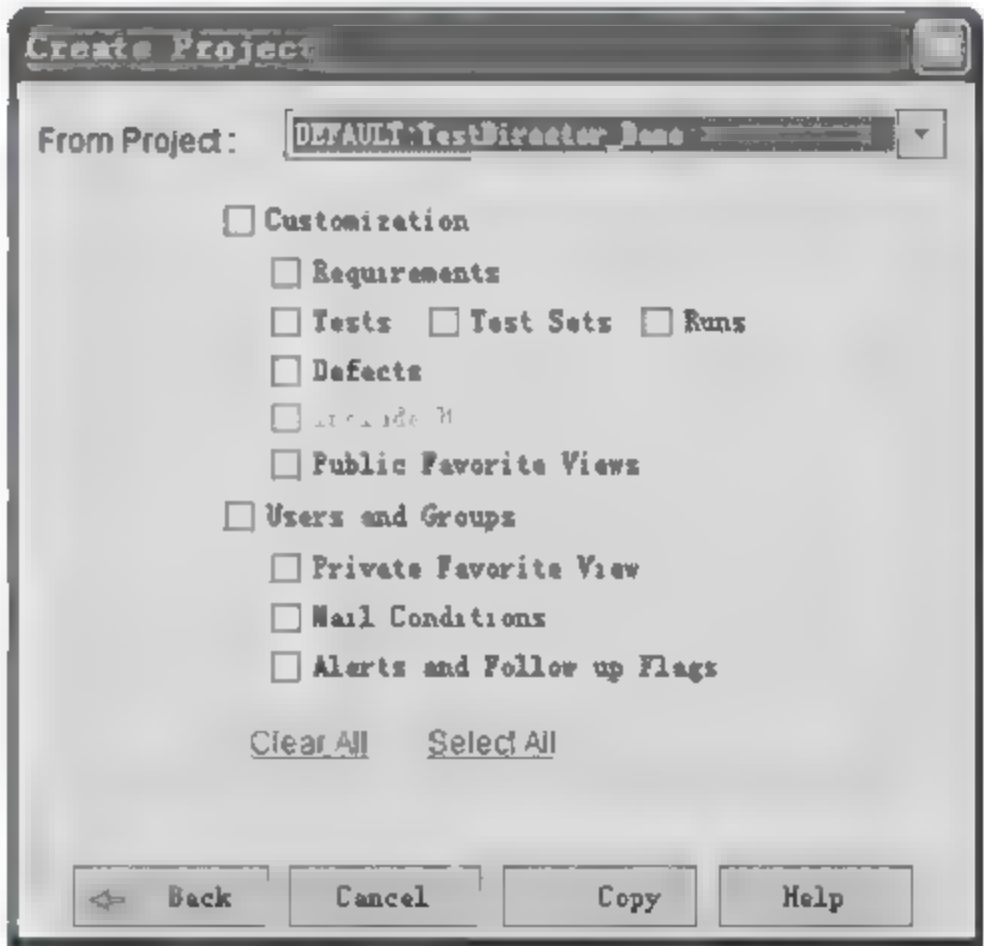 Create Project
From Project: DEFAULT:TestDirector_Demo
Customization
Requirements
Tests Test Sets Runs
Defects
Include
Public Favorite Views
Users and Groups
Private Favorite View
Mail Conditions
Alerts and Follow up Flags
Clear All Select All
Back Cancel Copy Help